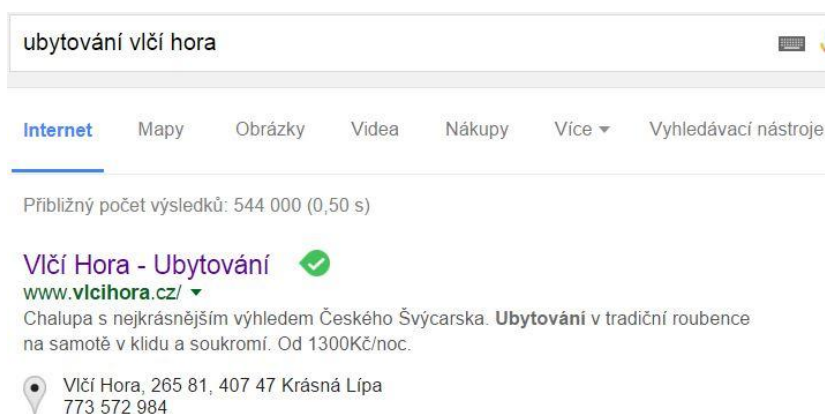 ubytování vlčí hora
Internet Mapy Obrázky Videa Nákupy Více Vyhledávací nástroje
Přibližný počet výsledků: 544 000 (0,50 s)
Vlčí Hora - Ubytování
www.vlcihora.cz/
Chalupa s nejkrásnějším výhledem Českého Švýcarska. Ubytování v tradiční roubence
na samotě v klidu a soukromí. Od 1300Kč/noc.
Vlčí Hora, 265 81, 407 47 Krásná Lípa
773 572 984